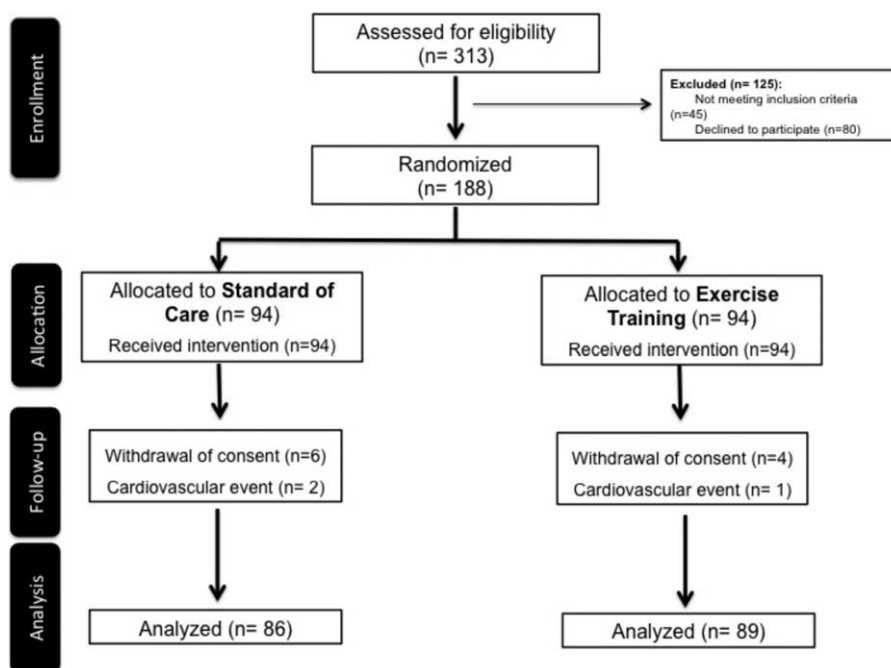 Enrollment
Assessed for eligibility
(n= 313)
Excluded (n= 125):
Not meeting inclusion criteria
(n=45)
Declined to participate (n=80)
Randomized
(n= 188)
Allocation
Allocated to Standard of
Care (n= 94)
Received intervention (n=94)
Allocated to Exercise
Training (n= 94)
Received intervention (n=94)
Follow-up
Withdrawal of consent (n=6)
Cardiovascular event (n= 2)
Withdrawal of consent (n=4)
Cardiovascular event (n= 1)
Analysis
Analyzed (n= 86)
Analyzed (n= 89)